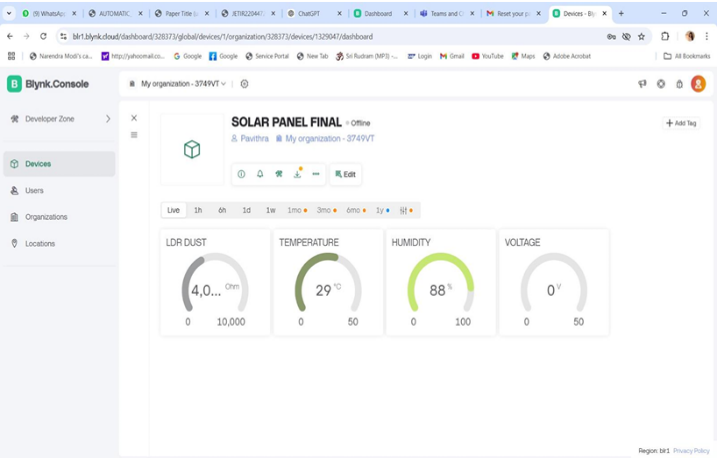 (9) WhatsApp
AUTOMATIC
Paper Title (u
JETIR220447
ChatGPT
Dashboard
Teams and C
Reset your p
Devices - Bly
blr1.blynk.cloud/dashboard/328373/global/devices/1/organization/328373/devices/1329047/dashboard
Narendra Modi's ca...
http://yahoomail.co...
Google
Google
Service Portal
New Tab
Sri Rudram (MP3) -...
Login
Gmail
YouTube
Maps
Adobe Acrobat
All Bookmarks
B Blynk.Console
My organization - 3749VT
Developer Zone
Devices
Users
Organizations
Locations
SOLAR PANEL FINAL Offline
Pavithra My organization - 3749VT
Add Tag
Edit
Live 1h 6h 1d 1w 1mo 3mo 6mo 1y
LDR DUST
4,0... Ohm
0 10,000
TEMPERATURE
29 °C
0 50
HUMIDITY
88 %
0 100
VOLTAGE
0 V
0 50
Region: blr1 Privacy Policy